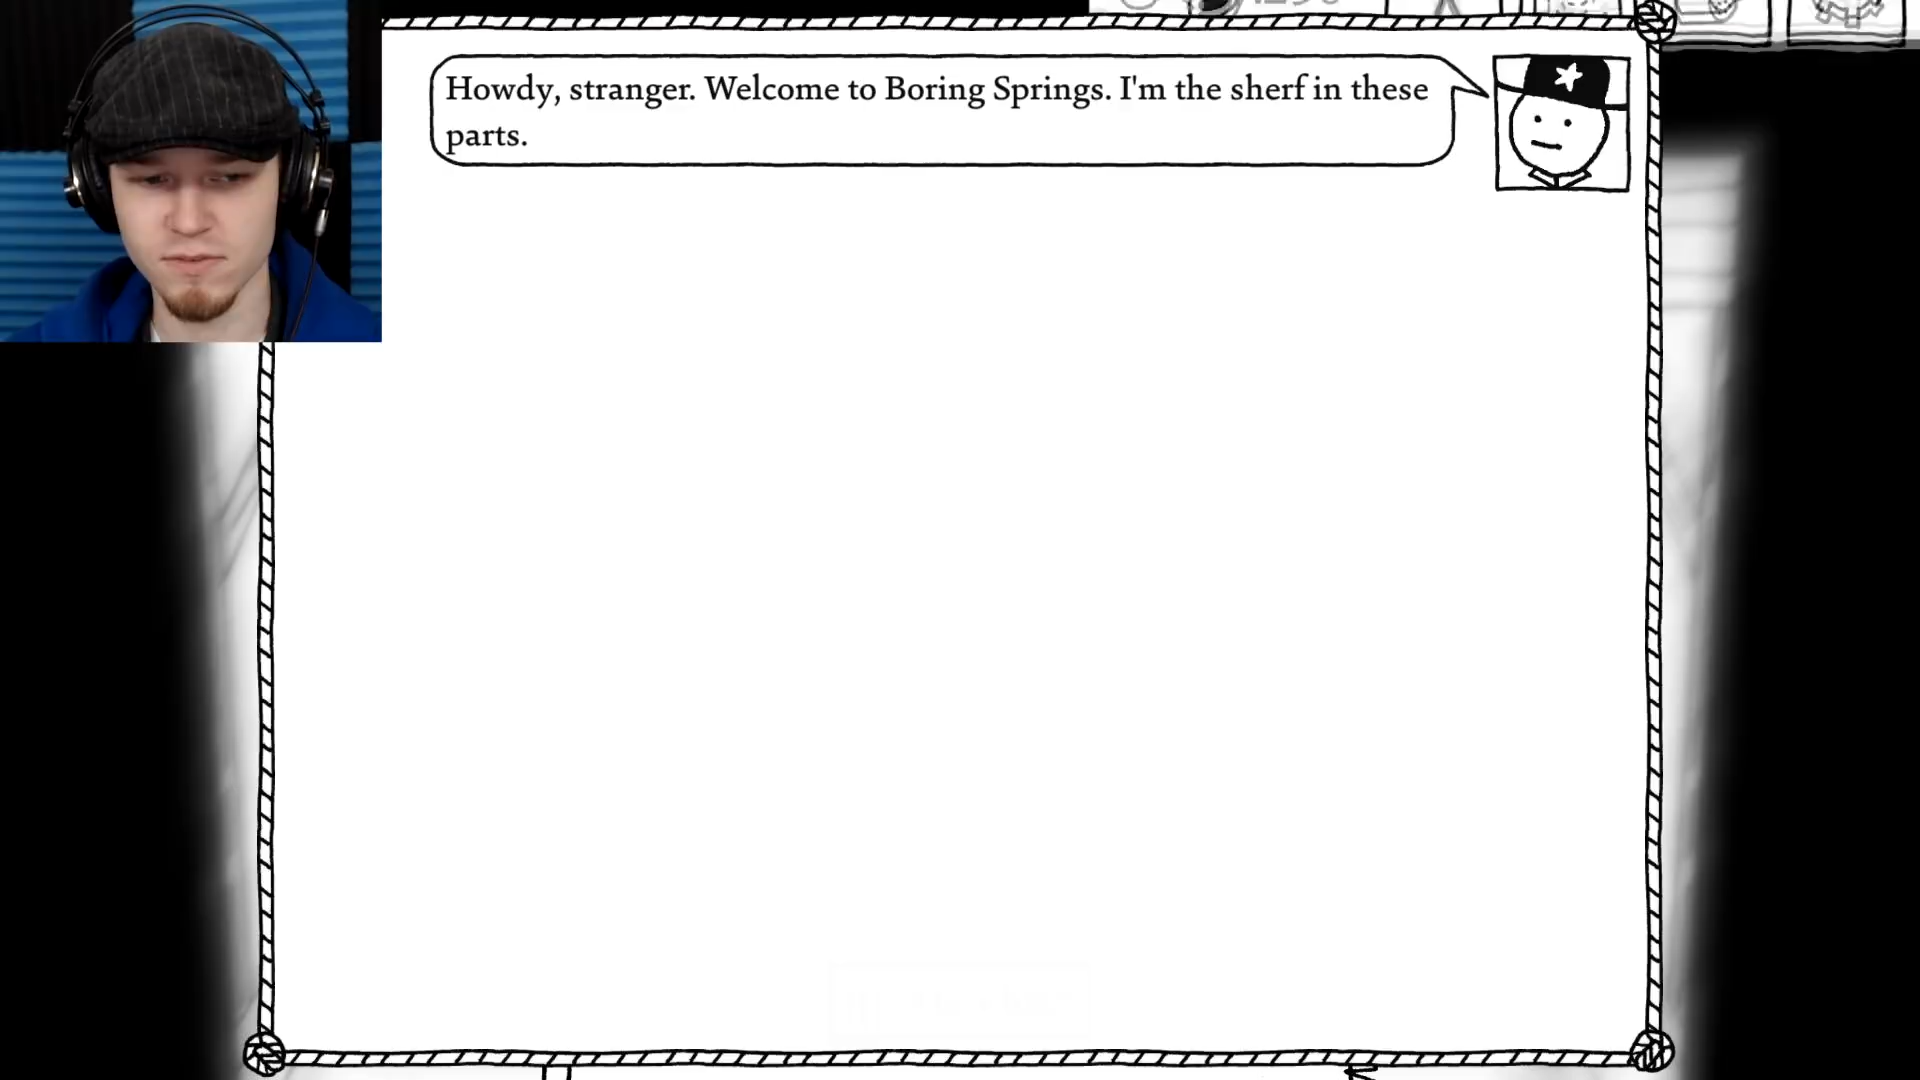 Howdy, stranger. Welcome to Boring Springs. I'm the sherf in these
parts.